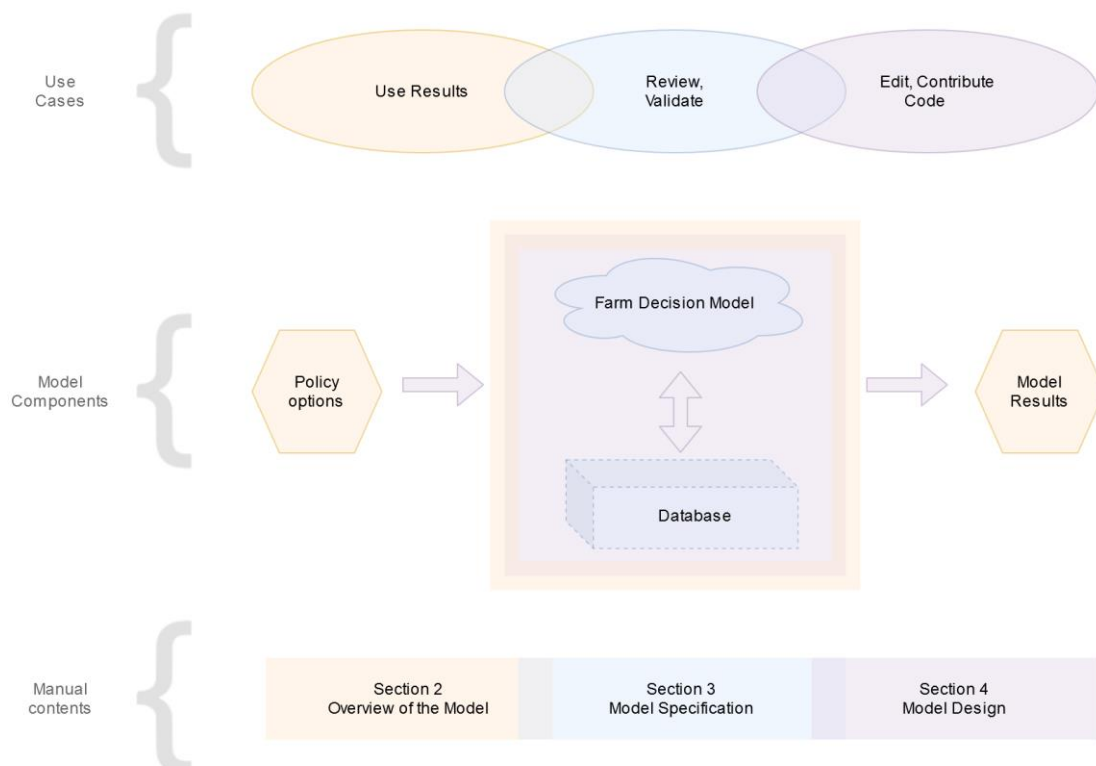 Use
Cases
Use Results
Review,
Validate
Edit, Contribute
Code
Model
Components
Policy
options
Farm Decision Model
Database
Model
Results
Manual
contents
Section 2
Overview of the Model
Section 3
Model Specification
Section 4
Model Design